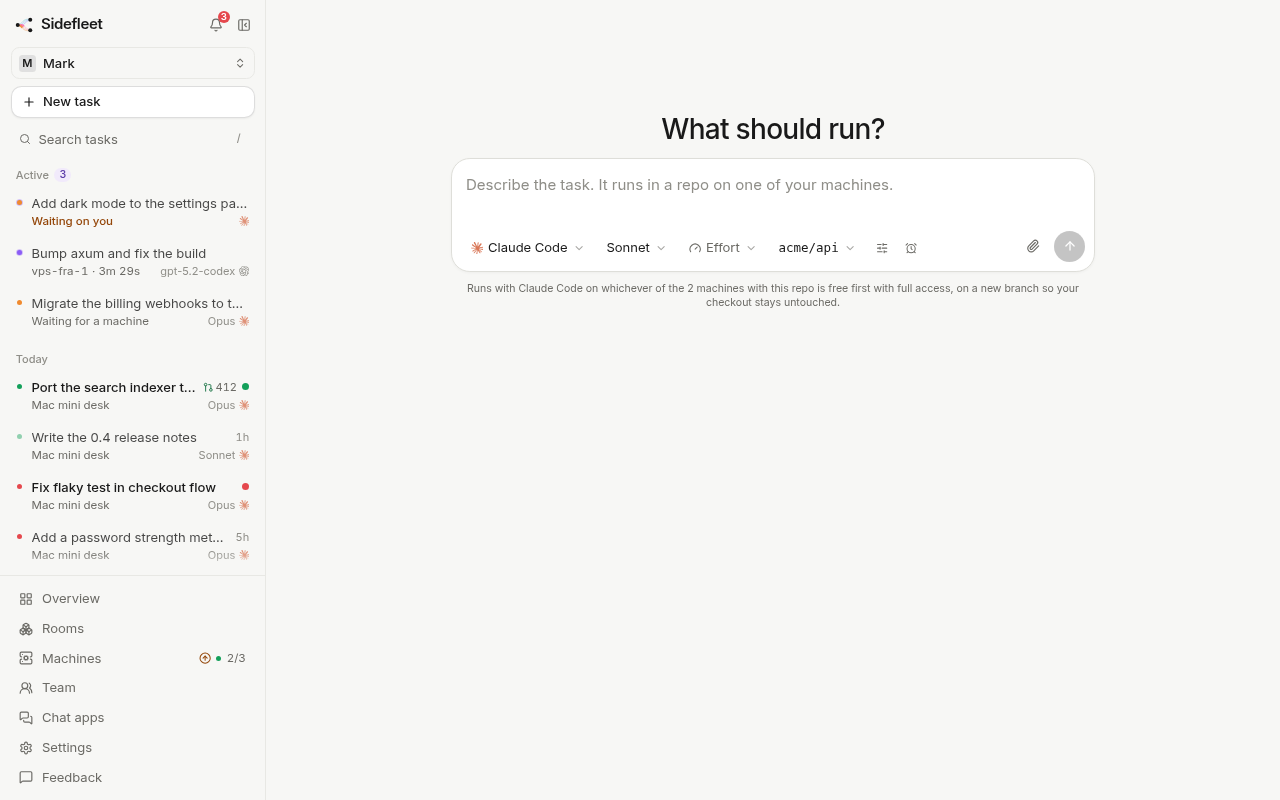 Sidefleet
3
M Mark
New task
Search tasks /
Active 3
Add dark mode to the settings pa...
Waiting on you
Bump axum and fix the build
vps-fra-1 · 3m 29s gpt-5.2-codex
Migrate the billing webhooks to t...
Waiting for a machine Opus
Today
Port the search indexer t... 412
Mac mini desk Opus
Write the 0.4 release notes 1h
Mac mini desk Sonnet
Fix flaky test in checkout flow
Mac mini desk Opus
Add a password strength met... 5h
Mac mini desk Opus
Overview
Rooms
Machines 2/3
Team
Chat apps
Settings
Feedback
What should run?
Describe the task. It runs in a repo on one of your machines.
Claude Code Sonnet Effort acme/api
Runs with Claude Code on whichever of the 2 machines with this repo is free first with full access, on a new branch so your
checkout stays untouched.